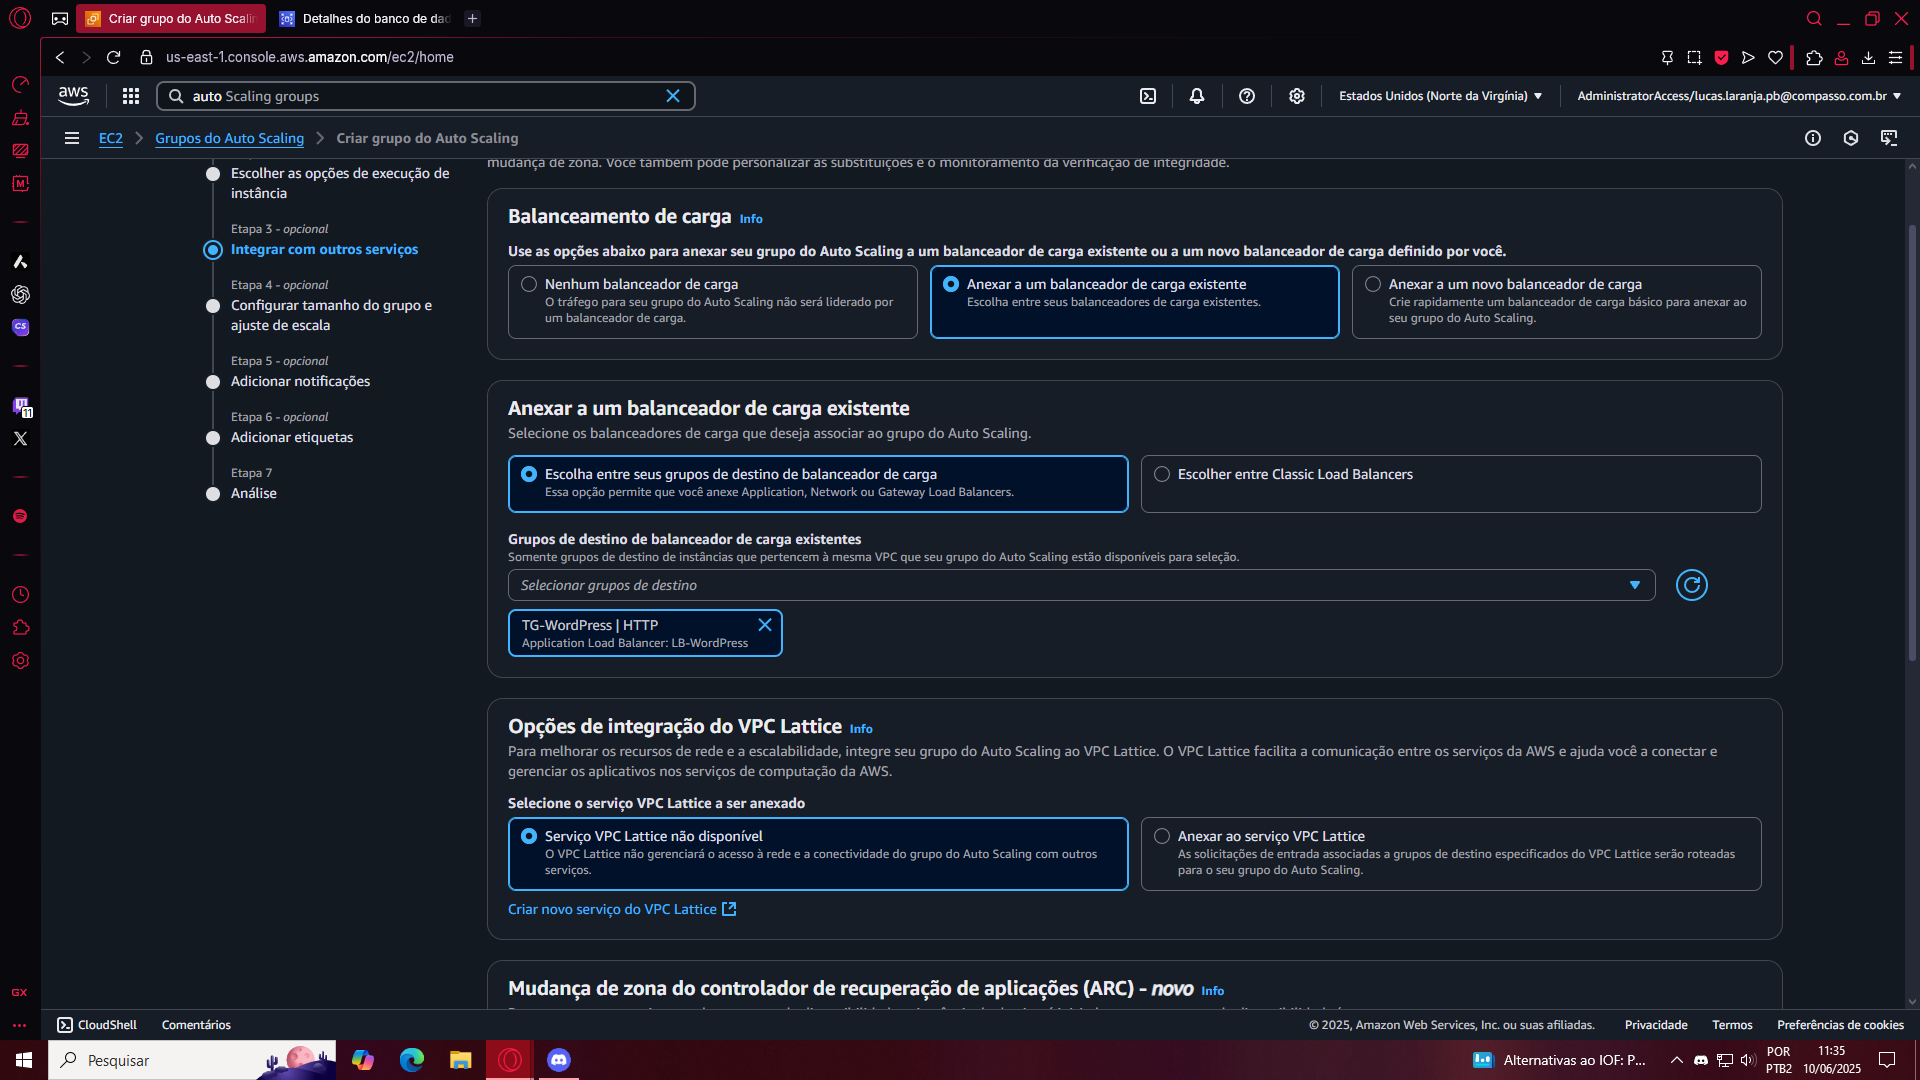 Criar grupo do Auto Scalin
Detalhes do banco de dad
us-east-1.console.aws.amazon.com/ec2/home
aws
auto Scaling groups
Estados Unidos (Norte da Virgínia)
AdministratorAccess/lucas.laranja.pb@compasso.com.br
EC2
Grupos do Auto Scaling
Criar grupo do Auto Scaling
Escolher as opções de execução de
instância
Etapa 3 - opcional
Integrar com outros serviços
Etapa 4 - opcional
Configurar tamanho do grupo e
ajuste de escala
Etapa 5 - opcional
Adicionar notificações
Etapa 6 - opcional
Adicionar etiquetas
Etapa 7
Análise
mudança de zona. Você também pode personalizar as substituições e o monitoramento da verificação de integridade.
Balanceamento de carga Info
Use as opções abaixo para anexar seu grupo do Auto Scaling a um balanceador de carga existente ou a um novo balanceador de carga definido por você.
Nenhum balanceador de carga
O tráfego para seu grupo do Auto Scaling não será liderado por
um balanceador de carga.
Anexar a um balanceador de carga existente
Escolha entre seus balanceadores de carga existentes.
Anexar a um novo balanceador de carga
Crie rapidamente um balanceador de carga básico para anexar ao
seu grupo do Auto Scaling.
Anexar a um balanceador de carga existente
Selecione os balanceadores de carga que deseja associar ao grupo do Auto Scaling.
Escolha entre seus grupos de destino de balanceador de carga
Essa opção permite que você anexe Application, Network ou Gateway Load Balancers.
Escolher entre Classic Load Balancers
Grupos de destino de balanceador de carga existentes
Somente grupos de destino de instâncias que pertencem à mesma VPC que seu grupo do Auto Scaling estão disponíveis para seleção.
Selecionar grupos de destino
TG-WordPress | HTTP
Application Load Balancer: LB-WordPress
Opções de integração do VPC Lattice Info
Para melhorar os recursos de rede e a escalabilidade, integre seu grupo do Auto Scaling ao VPC Lattice. O VPC Lattice facilita a comunicação entre os serviços da AWS e ajuda você a conectar e
gerenciar os aplicativos nos serviços de computação da AWS.
Selecione o serviço VPC Lattice a ser anexado
Serviço VPC Lattice não disponível
O VPC Lattice não gerenciará o acesso à rede e a conectividade do grupo do Auto Scaling com outros
serviços.
Anexar ao serviço VPC Lattice
As solicitações de entrada associadas a grupos de destino especificados do VPC Lattice serão roteadas
para o seu grupo do Auto Scaling.
Criar novo serviço do VPC Lattice
Mudança de zona do controlador de recuperação de aplicações (ARC) - novo Info
CloudShell
Comentários
© 2025, Amazon Web Services, Inc. ou suas afiliadas.
Privacidade
Termos
Preferências de cookies
M
CS
11
GX
Pesquisar
Alternativas ao IOF: P...
POR
PTB2
11:35
10/06/2025